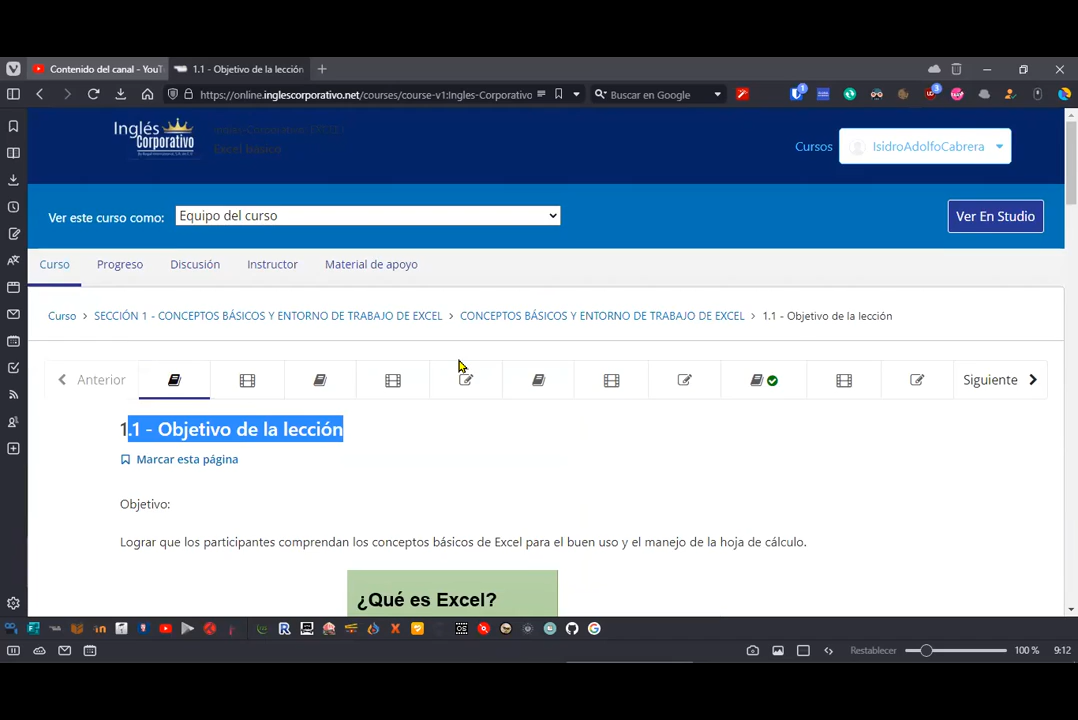 Contenido del canal - YouT
1.1 - Objetivo de la lección
https://online.inglescorporativo.net/courses/course-v1:Ingles-Corporativo
Buscar en Google
1
3
Inglés
Corporativo
Excel básico
Cursos
IsidroAdolfoCabrera
Ver este curso como:
Equipo del curso
Ver En Studio
Curso
Progreso
Discusión
Instructor
Material de apoyo
Curso > SECCIÓN 1 - CONCEPTOS BÁSICOS Y ENTORNO DE TRABAJO DE EXCEL > CONCEPTOS BÁSICOS Y ENTORNO DE TRABAJO DE EXCEL > 1.1 - Objetivo de la lección
Anterior
Siguiente
1.1 - Objetivo de la lección
Marcar esta página
Objetivo:
Lograr que los participantes comprendan los conceptos básicos de Excel para el buen uso y el manejo de la hoja de cálculo.
¿Qué es Excel?
Restablecer
100 %
9:12